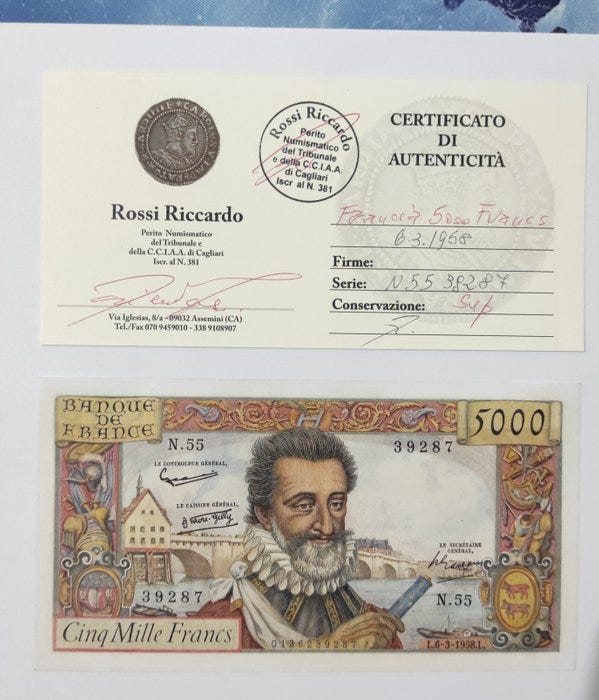 CERTIFICATO
DI
AUTENTICITÀ
Rossi Riccardo
Perito
Numismatico
del Tribunale
e della C.C.I.A.A.
di Cagliari
Iscr al N. 381
Rossi Riccardo
Perito Numismatico
del Tribunale e
della C.C.I.A.A. di Cagliari
Iscr. al N. 381
Via Iglesias, 8/a - 09032 Assemini (CA)
Tel./Fax 070 9459010 - 338 9108907
Francia 5000 Francs
6.3.1958
Firme:
Serie: N.55 39287
Conservazione: Sup
BANQUE
DE
FRANCE
5000
N.55
39287
LE CONTROLEUR GÉNÉRAL,
LE CAISSIER GÉNÉRAL,
LE SECRÉTAIRE
GÉNÉRAL,
39287
N.55
Cinq Mille Francs
0136239287
L.6-3-1958.L.